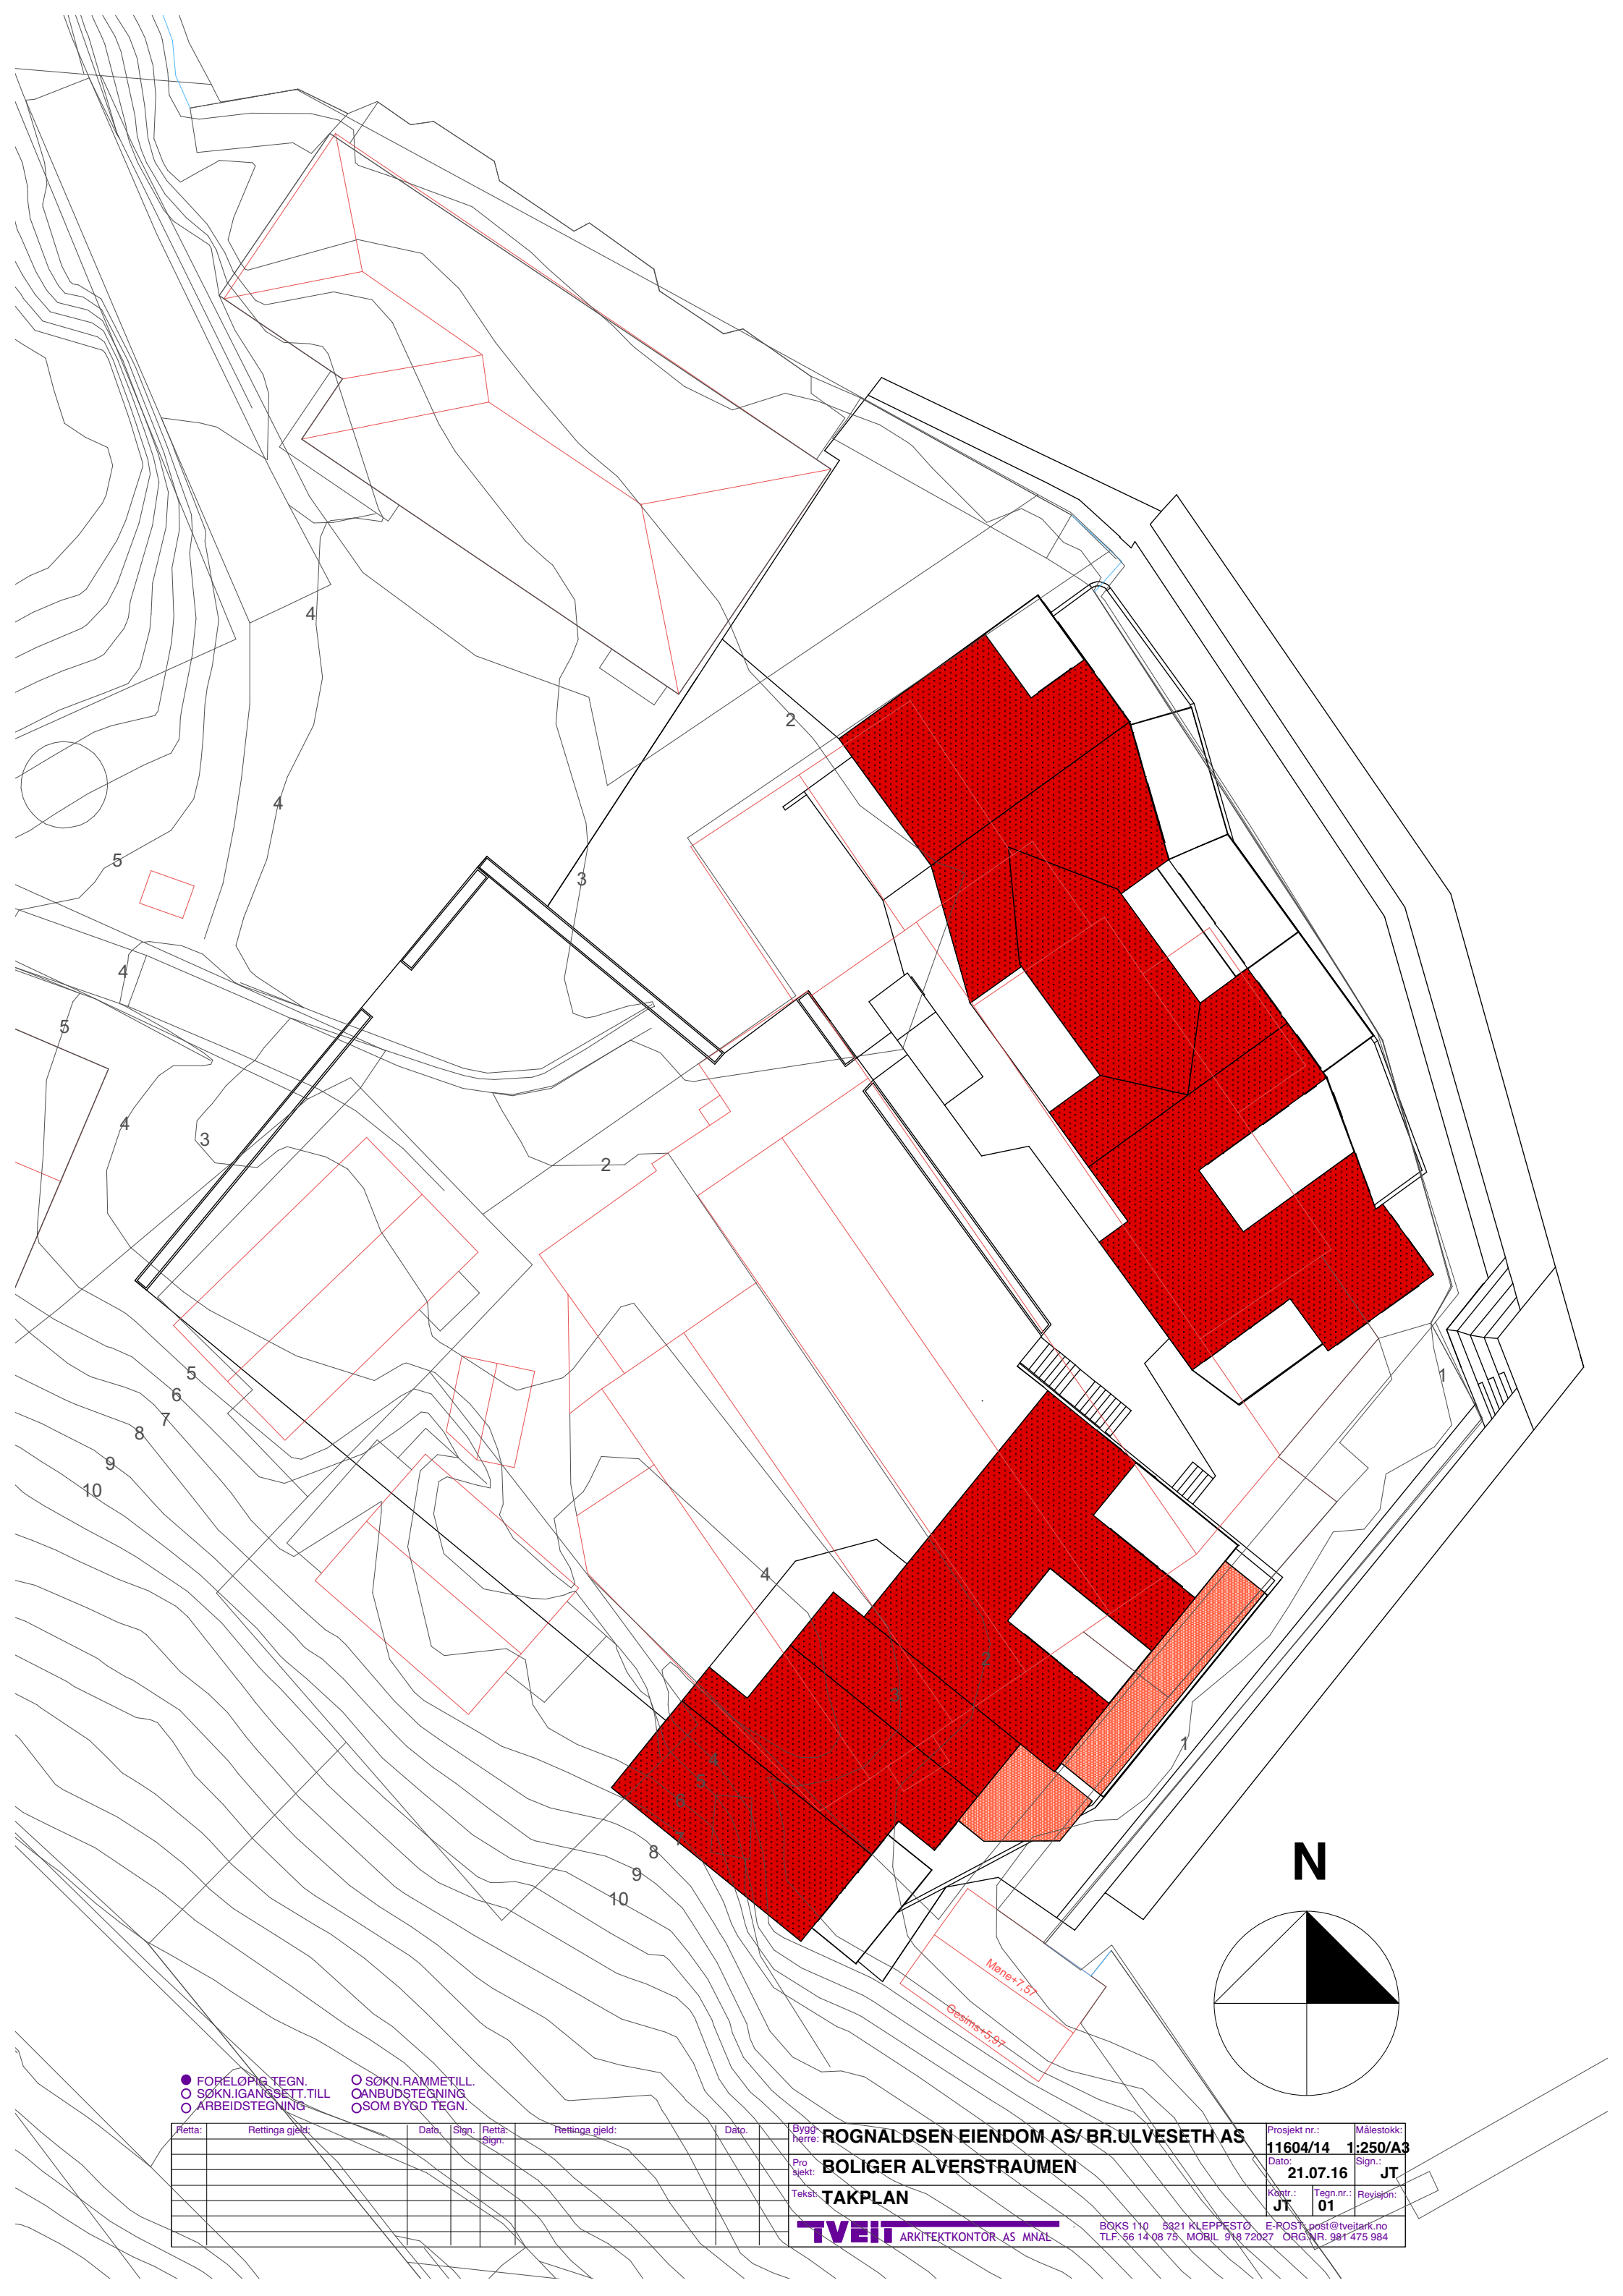 4
2
4
5
3
4
5
4
3
2
1
5
6
7
8
9
10
4
2
3
1
4
5
6
7
8
9
10
N
Møne+7,57
Gesims+5,97
FORELØPIG TEGN.
SØKN.RAMMETILL.
SØKN.IGANGSETT.TILL
ANBUDSTEGNING
ARBEIDSTEGNING
SOM BYGD TEGN.
Retta: Rettinga gjeld: Dato. Sign. Retta: Sign. Rettinga gjeld: Dato.
Bygg herre: ROGNALDSEN EIENDOM AS/ BR.ULVESETH AS
Prosjekt nr.: 11604/14
Målestokk: 1:250/A3
Pro sjekt: BOLIGER ALVERSTRAUMEN
Dato: 21.07.16
Sign.: JT
Tekst: TAKPLAN
Kontr.: JT
Tegn.nr.: 01
Revisjon:
TVEIT ARKITEKTKONTOR AS MNAL
BOKS 110 5321 KLEPPESTØ E-POST: post@tveitark.no
TLF. 56 14 08 75 MOBIL 918 72027 ORG.NR. 981 475 984